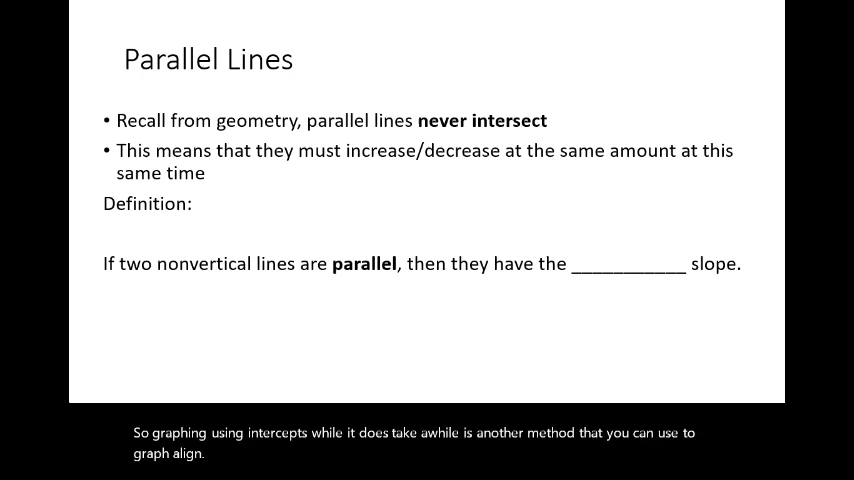 Parallel Lines
• Recall from geometry, parallel lines never intersect
• This means that they must increase/decrease at the same amount at this
same time
Definition:
If two nonvertical lines are parallel, then they have the ___________ slope.
So graphing using intercepts while it does take awhile is another method that you can use to
graph align.